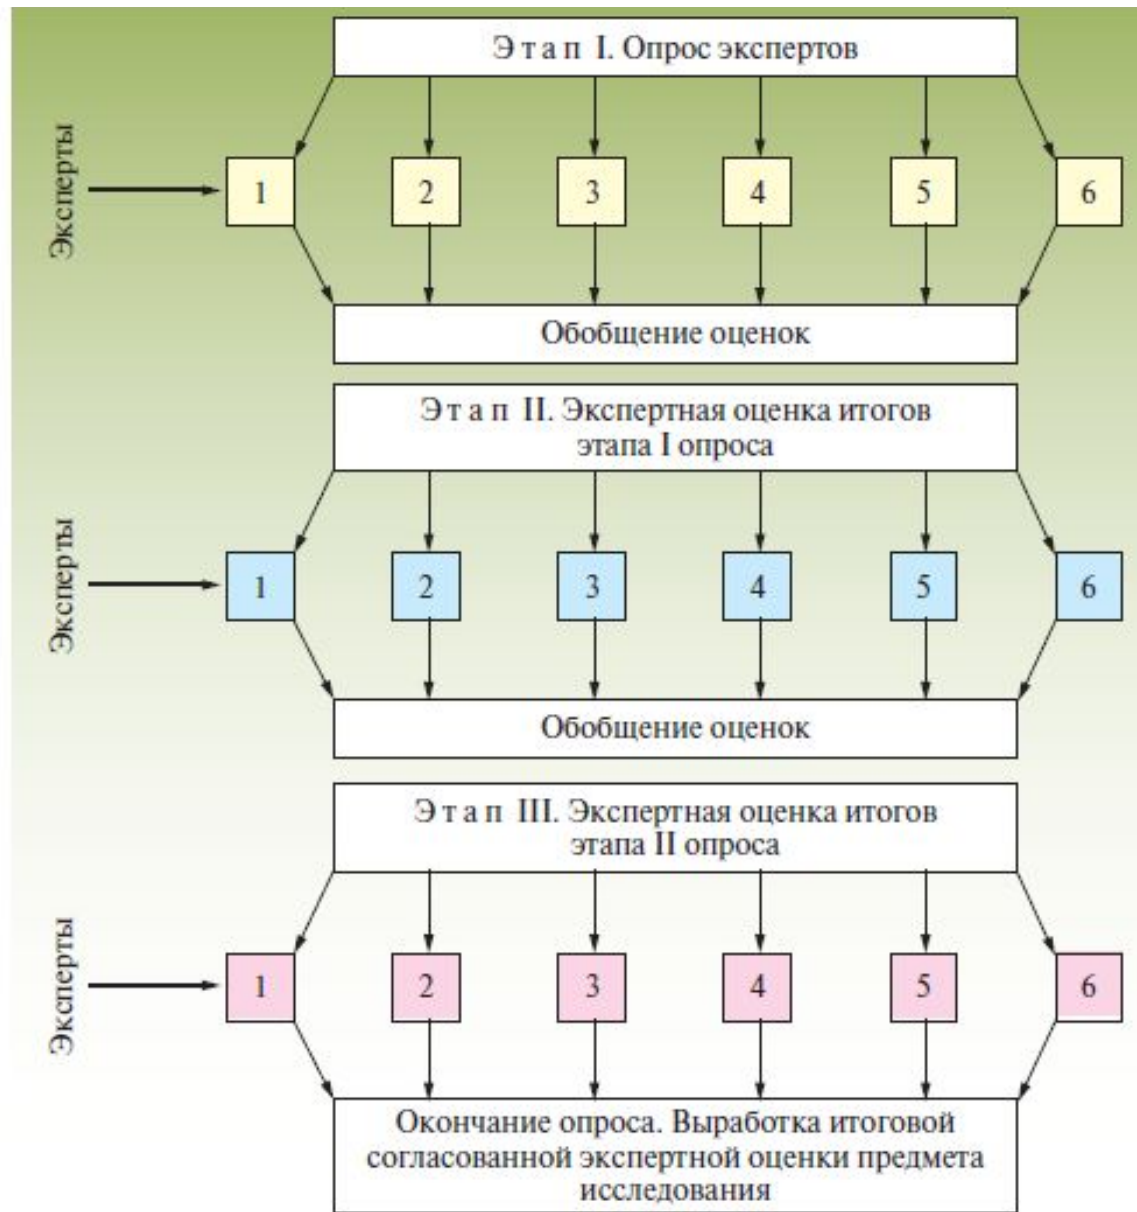 Э т а п I. Опрос экспертов
Эксперты
1 2 3 4 5 6
Обобщение оценок
Э т а п II. Экспертная оценка итогов
этапа I опроса
Эксперты
1 2 3 4 5 6
Обобщение оценок
Э т а п III. Экспертная оценка итогов
этапа II опроса
Эксперты
1 2 3 4 5 6
Окончание опроса. Выработка итоговой
согласованной экспертной оценки предмета
исследования